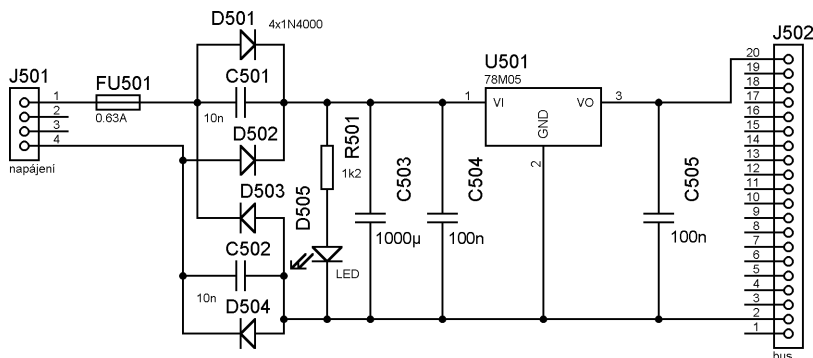 J501
1
2
3
4
napájení
FU501
0.63A
D501
4x1N4000
C501
10n
D502
D503
C502
10n
D504
R501
1k2
D505
LED
C503
1000µ
C504
100n
U501
78M05
1
VI
VO
3
GND
2
C505
100n
J502
20
19
18
17
16
15
14
13
12
11
10
9
8
7
6
5
4
3
2
1
bus